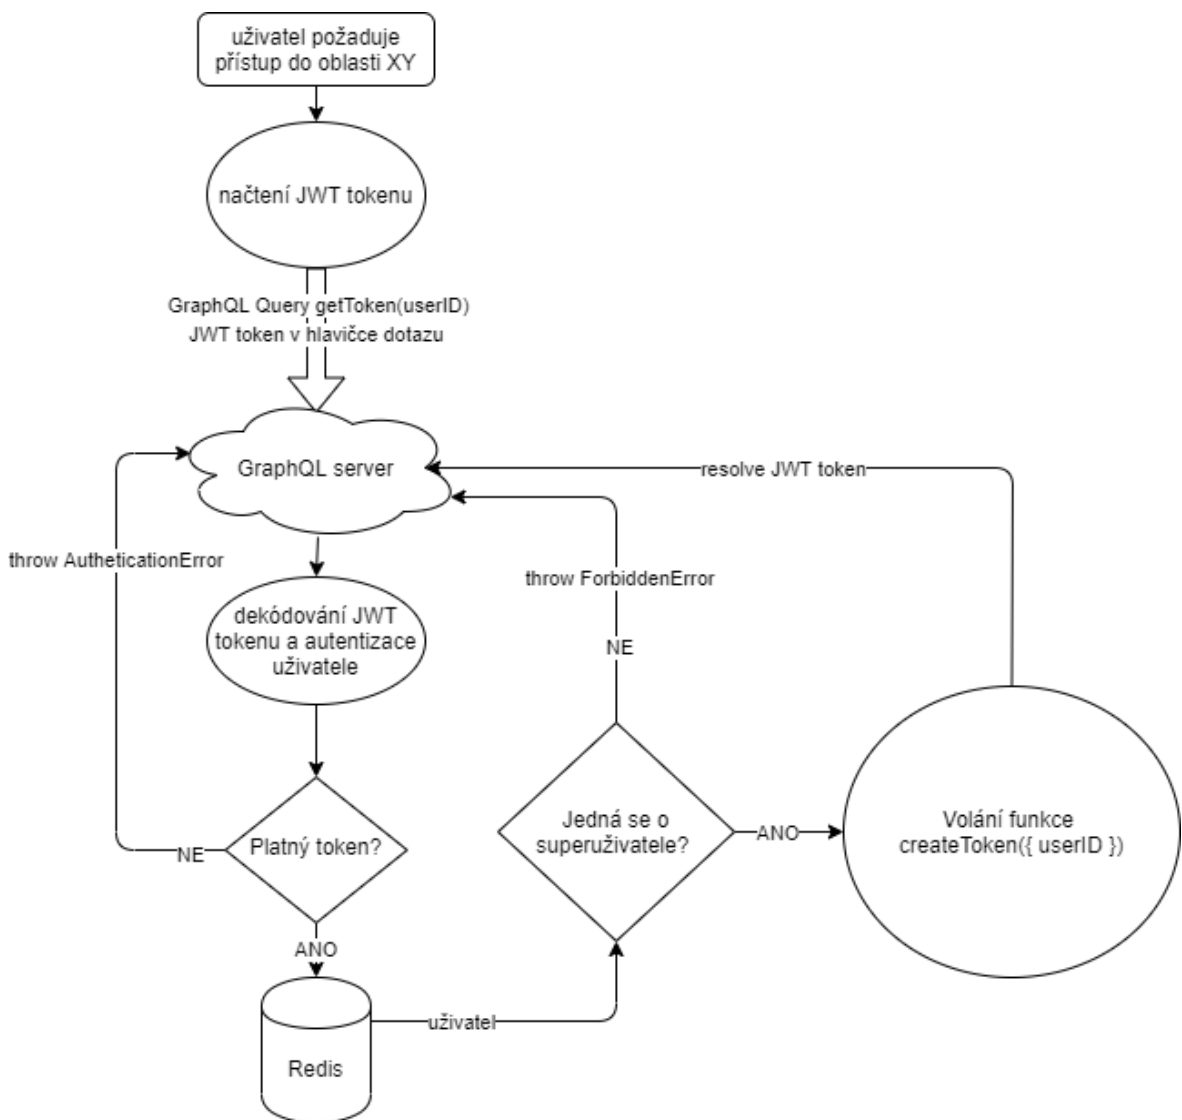 uživatel požaduje
přístup do oblasti XY
načtení JWT tokenu
GraphQL Query getToken(userID)
JWT token v hlavičce dotazu
GraphQL server
resolve JWT token
throw AutheticationError
throw ForbiddenError
dekódování JWT
tokenu a autentizace
uživatele
NE
Platný token?
NE
Jedná se o
superuživatele?
ANO
Volání funkce
createToken({ userID })
ANO
uživatel
Redis